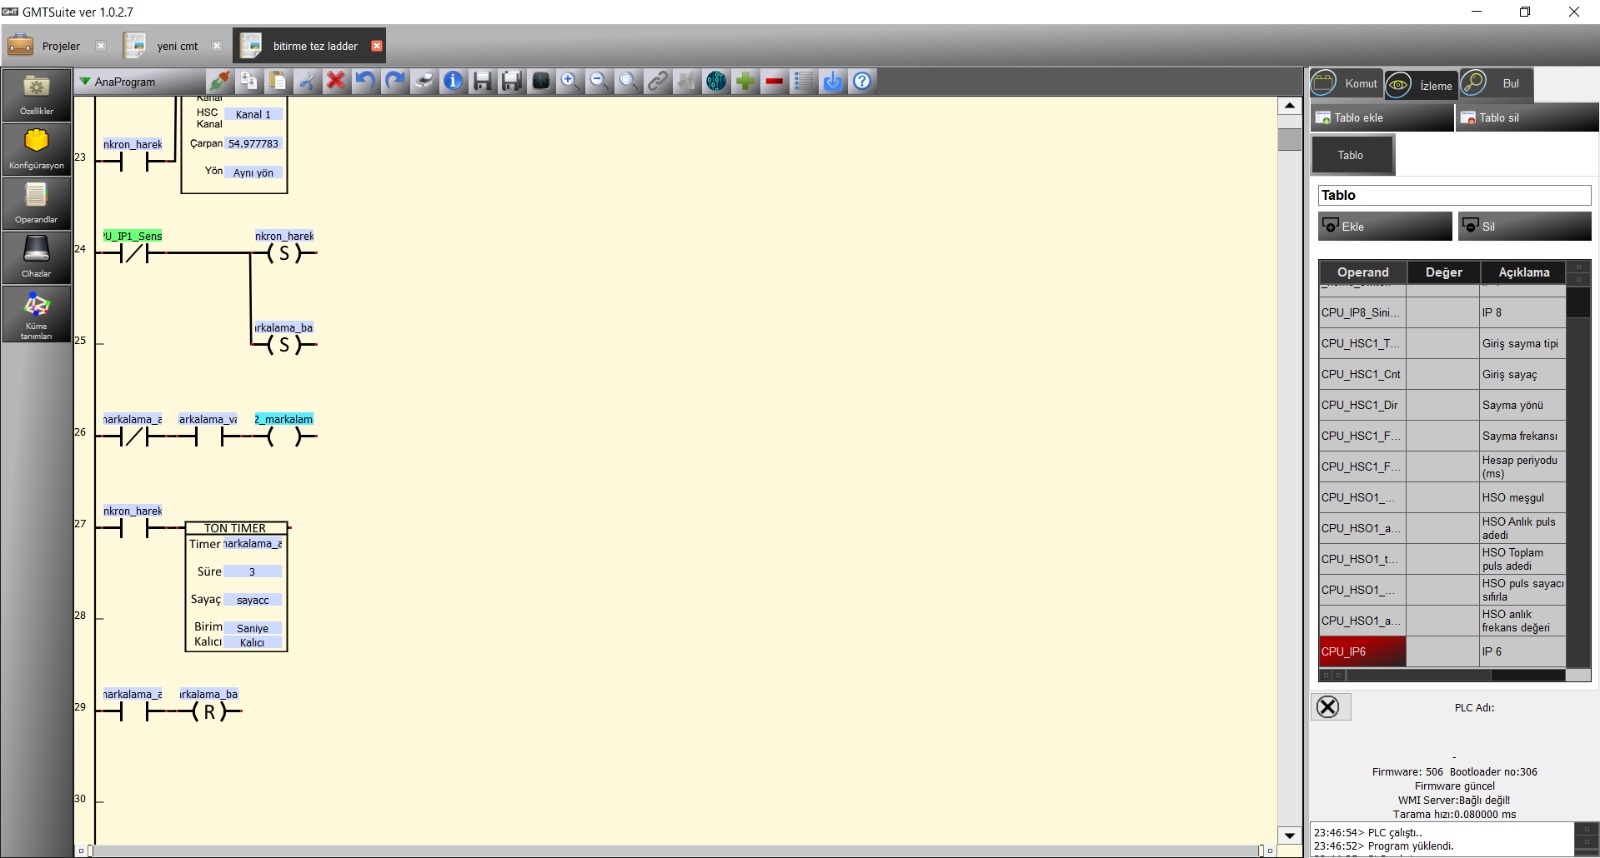 GMTSuite ver 1.0.2.7
Projeler
yeni cmt
bitirme tez ladder
Özellikler
Konfigürasyon
Operandlar
Cihazlar
Küme
tanımları
AnaProgram
Kanal
HSC
Kanal
Kanal 1
Çarpan 54.977783
Yön Aynı yön
23
nkron_harek
24
PU_IP1_Sens
nkron_harek
S
25
ırkalama_ba
S
26
narkalama_a
arkalama_va
2_markalam
27
nkron_harek
TON TIMER
Timer narkalama_a
Süre 3
Sayaç sayacc
Birim Saniye
Kalıcı Kalıcı
28
29
narkalama_a
ırkalama_ba
R
30
Komut
İzleme
Bul
Tablo ekle
Tablo sil
Tablo
Tablo
Ekle
Sil
Operand Değer Açıklama
CPU_IP8_Sini... IP 8
CPU_HSC1_T... Giriş sayma tipi
CPU_HSC1_Cnt Giriş sayaç
CPU_HSC1_Dir Sayma yönü
CPU_HSC1_F... Sayma frekansı
CPU_HSC1_F... Hesap periyodu
(ms)
CPU_HSO1_... HSO meşgul
CPU_HSO1_a... HSO Anlık puls
adedi
CPU_HSO1_t... HSO Toplam
puls adedi
CPU_HSO1_... HSO puls sayacı
sıfırla
CPU_HSO1_a... HSO anlık
frekans değeri
CPU_IP6 IP 6
PLC Adı:
-
Firmware: 506 Bootloader no:306
Firmware güncel
WMI Server:Bağlı değil!
Tarama hızı:0.080000 ms
23:46:54> PLC çalıştı..
23:46:52> Program yüklendi.